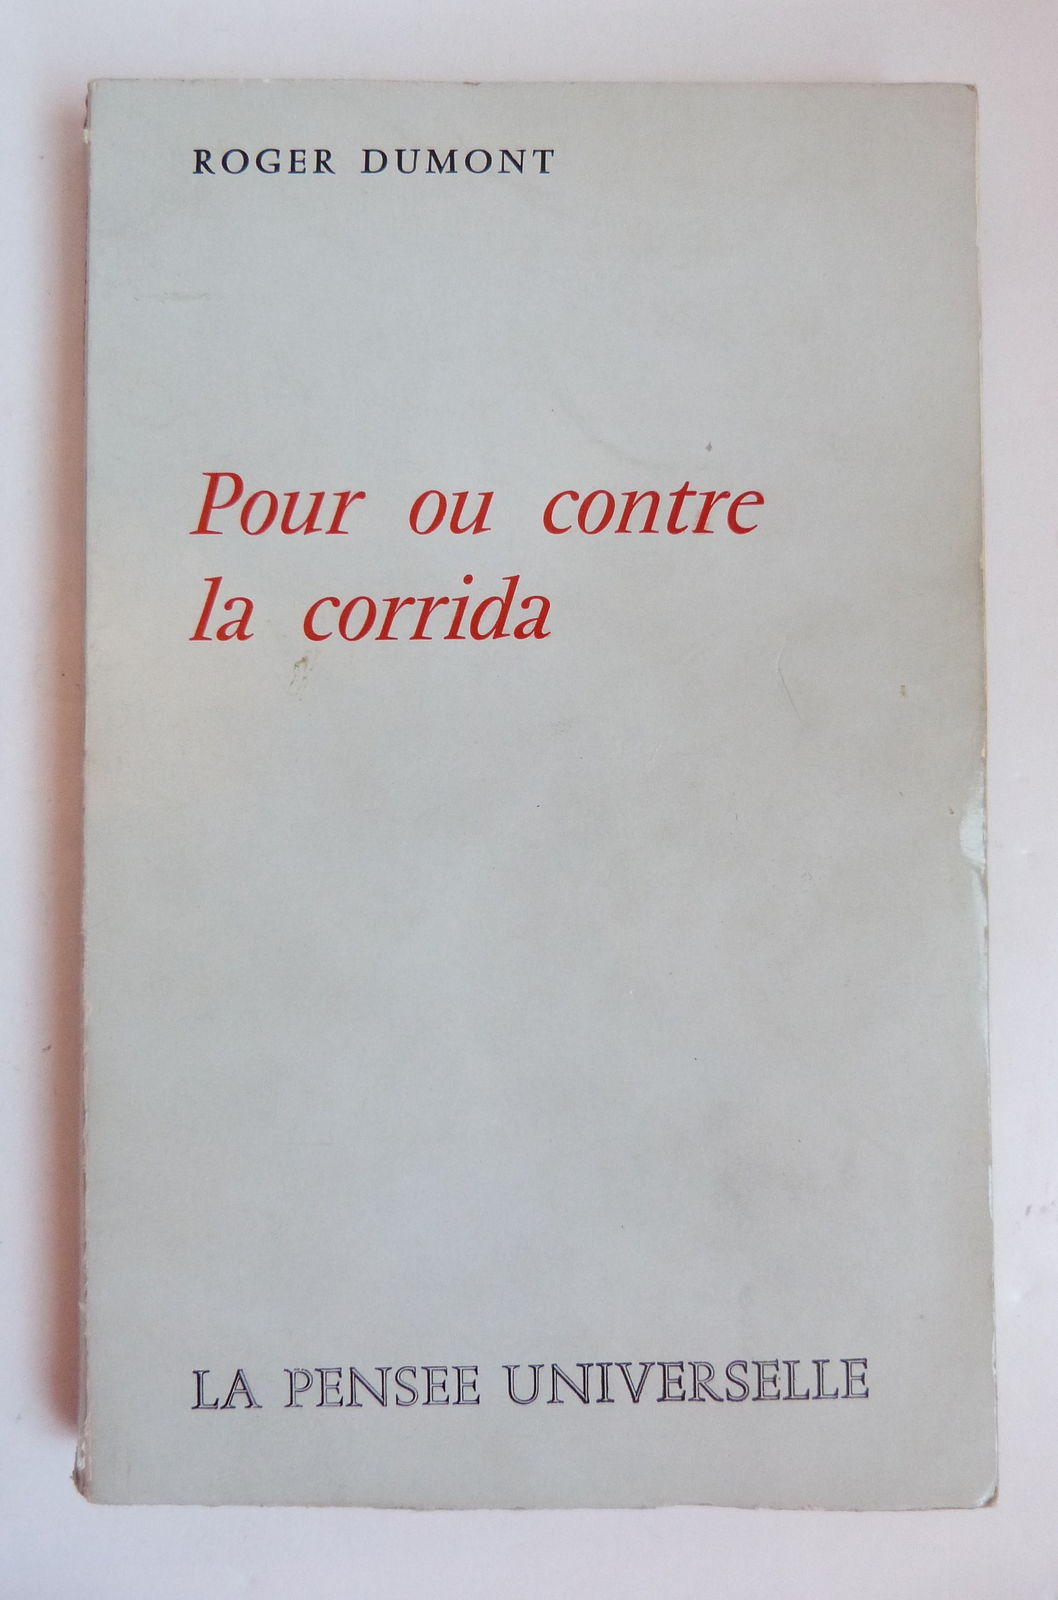 ROGER DUMONT
Pour ou contre
la corrida
LA PENSEE UNIVERSELLE